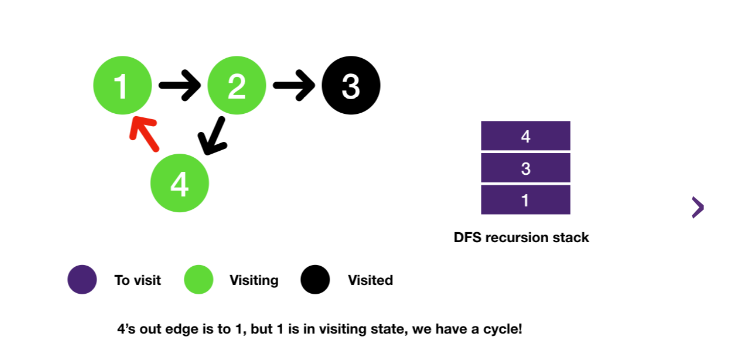 1
2
3
4
4
3
1
DFS recursion stack
To visit
Visiting
Visited
4's out edge is to 1, but 1 is in visiting state, we have a cycle!